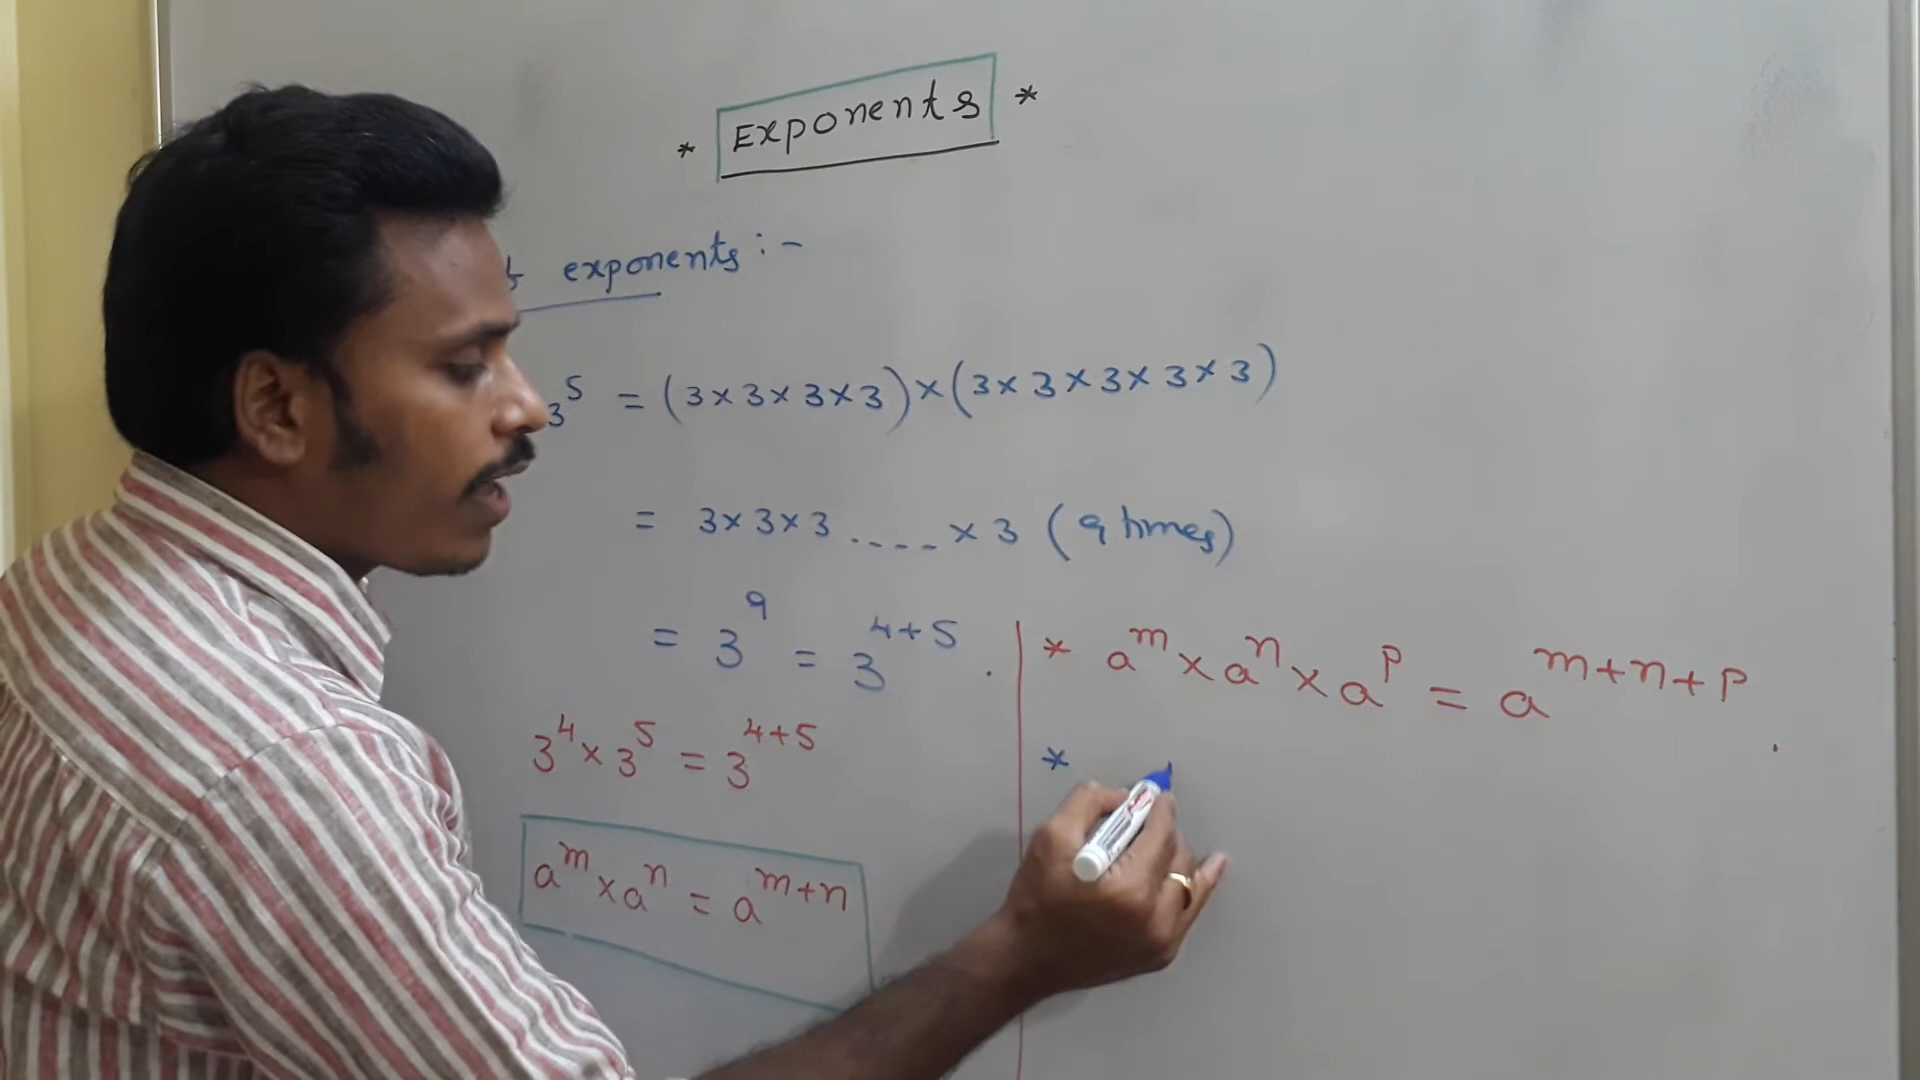 * Exponents *
exponents :-
3⁵ = (3×3×3×3)×(3×3×3×3×3)
= 3×3×3 .... ×3 (9 times)
= 3⁹ = 3⁴⁺⁵ .
3⁴×3⁵ = 3⁴⁺⁵
aᵐ×aⁿ = aᵐ⁺ⁿ
* aᵐ×aⁿ×aᵖ = aᵐ⁺ⁿ⁺ᵖ .
*